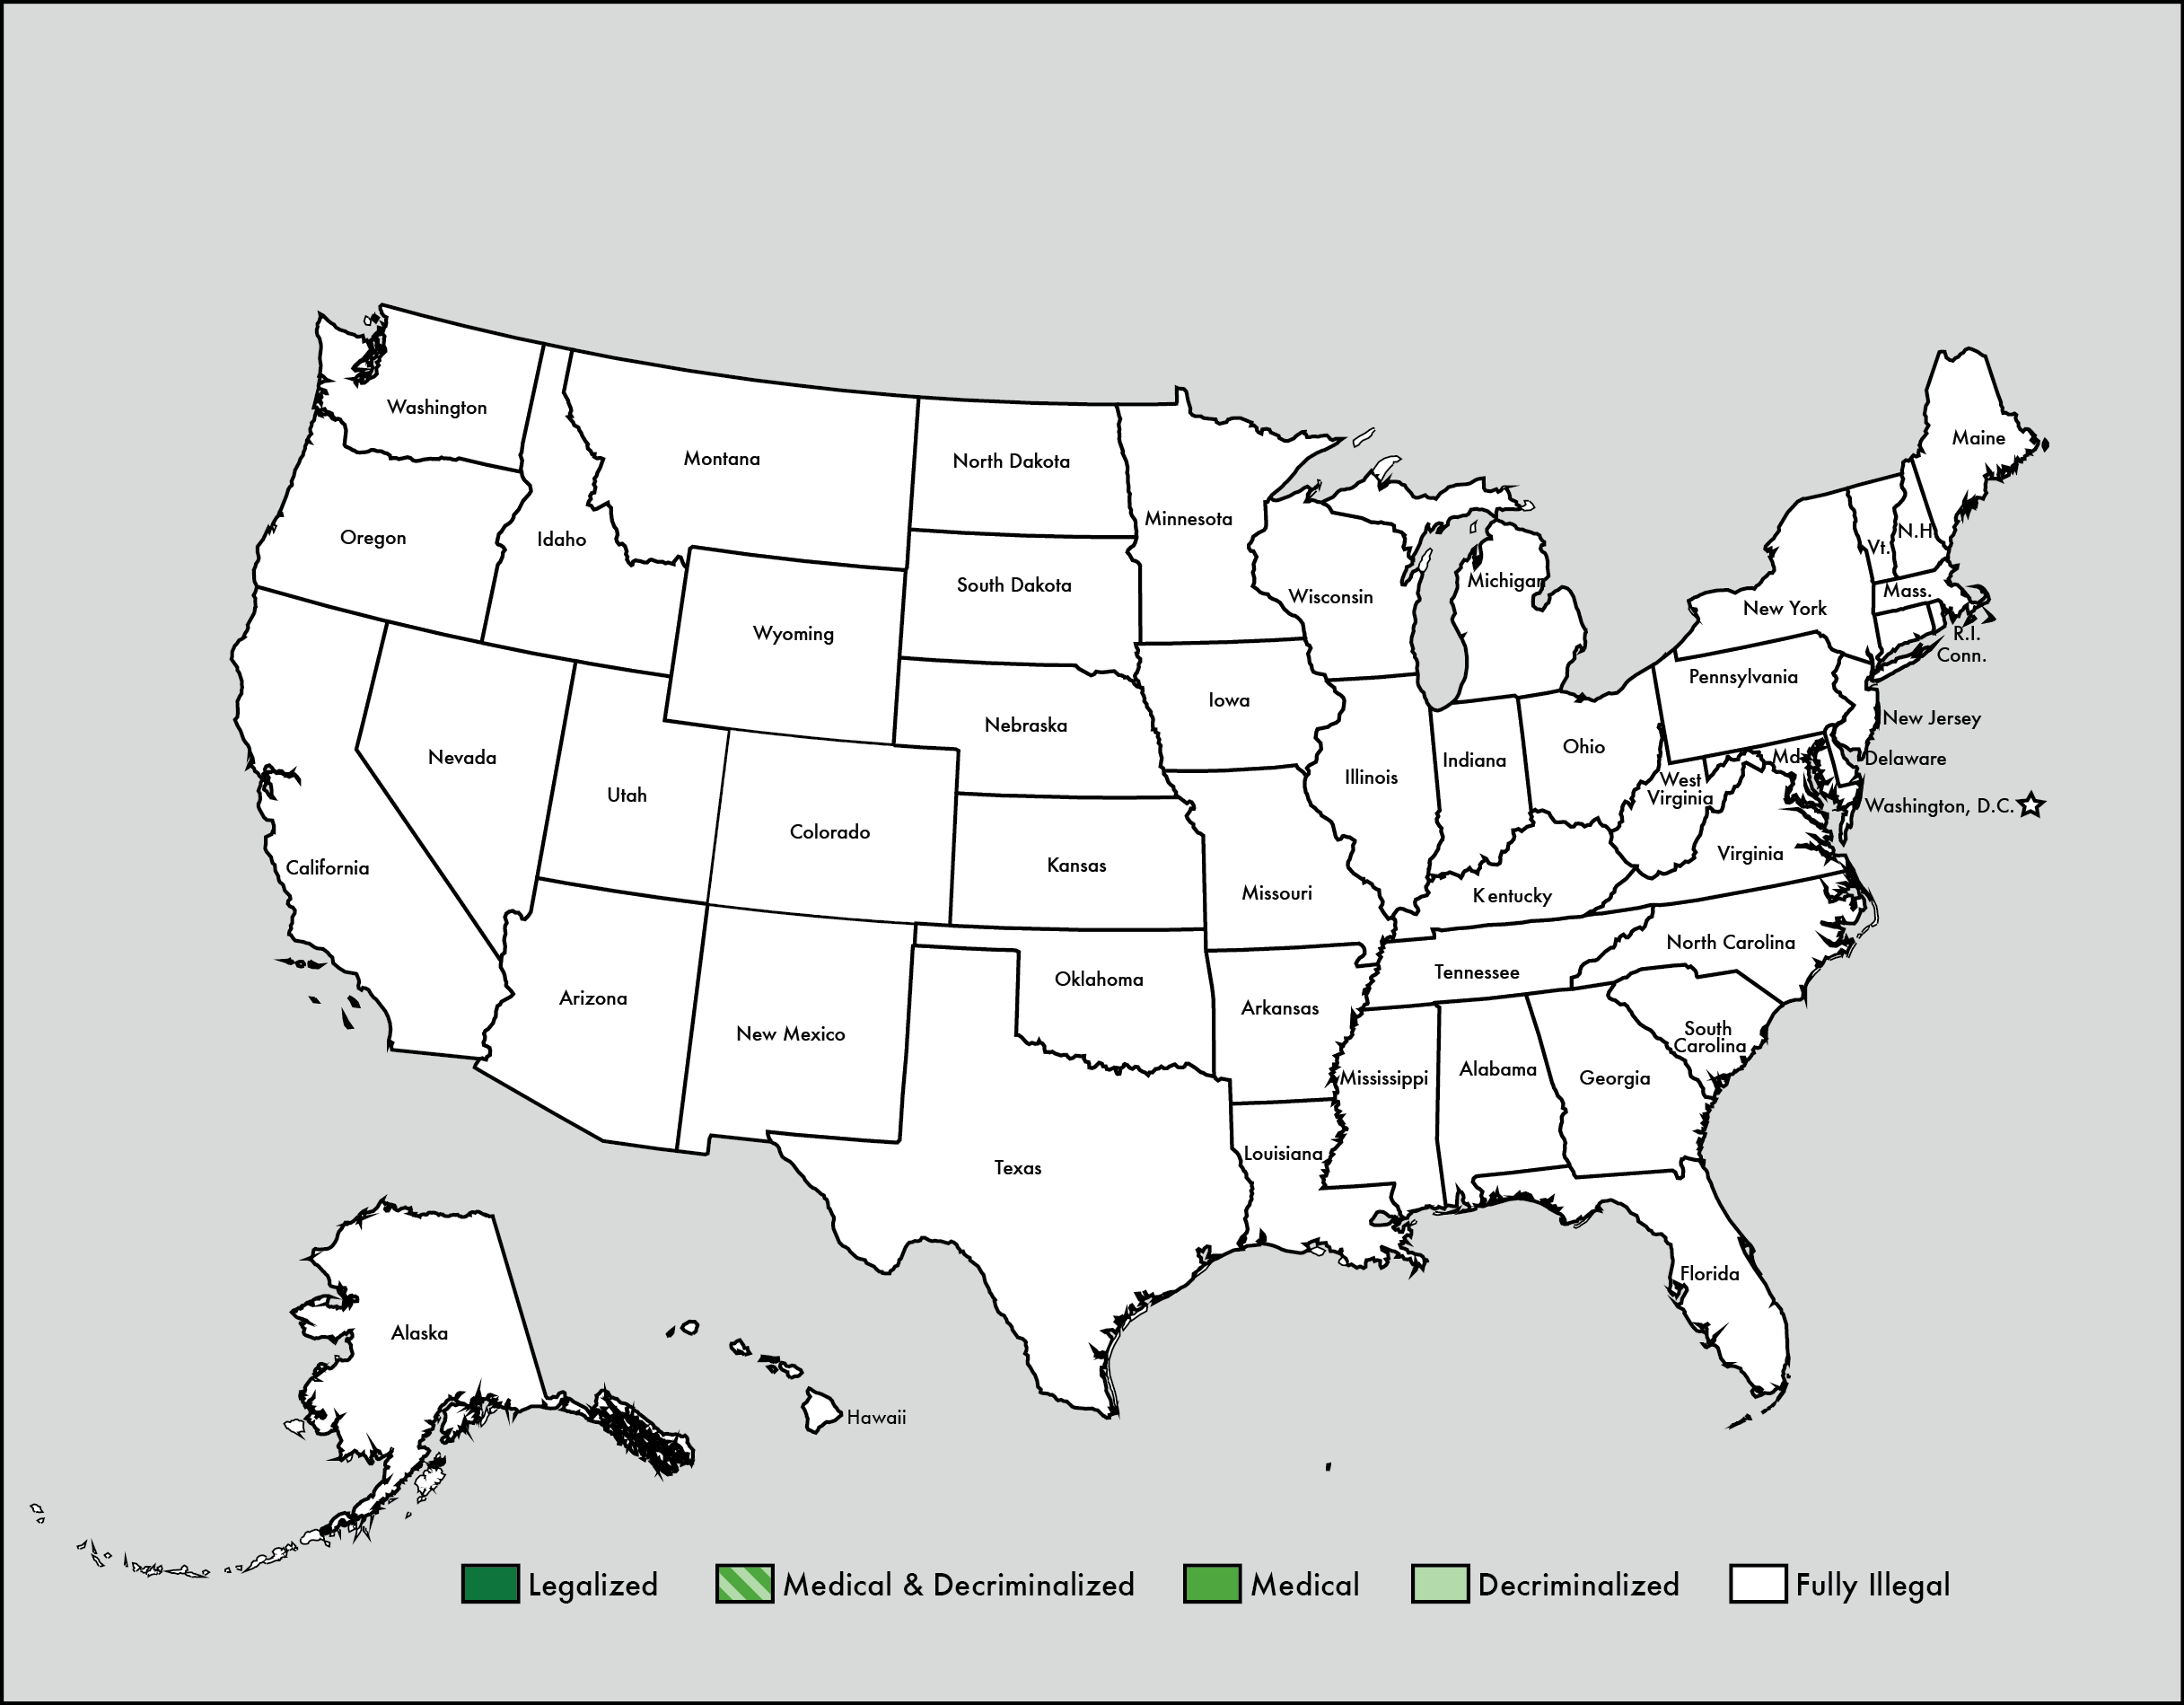 Washington
Montana
North Dakota
Minnesota
Maine
Oregon
Idaho
South Dakota
Wisconsin
Michigan
Vt.
N.H.
Mass.
New York
R.I.
Conn.
Wyoming
Pennsylvania
Iowa
Nebraska
New Jersey
Nevada
Utah
Colorado
Illinois
Indiana
Ohio
Md.
Delaware
West
Virginia
Washington, D.C.
California
Kansas
Missouri
Kentucky
Virginia
Arizona
New Mexico
Oklahoma
Arkansas
Tennessee
North Carolina
South
Carolina
Mississippi
Alabama
Georgia
Louisiana
Texas
Florida
Alaska
Hawaii
Legalized
Medical & Decriminalized
Medical
Decriminalized
Fully Illegal